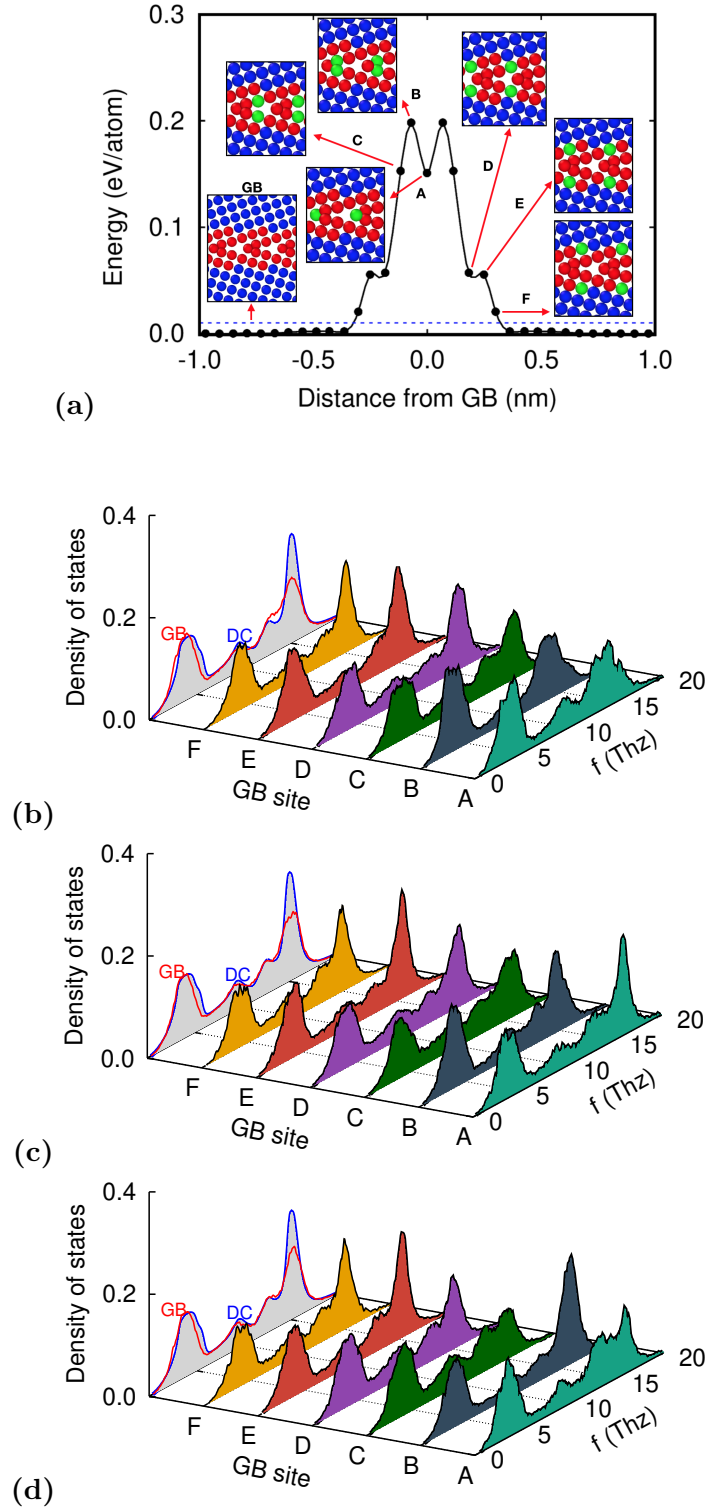 0.3
B
C
D
0.2
Energy (eV/atom)
A
E
GB
0.1
F
0.0
-1.0 -0.5 0.0 0.5 1.0
Distance from GB (nm)
(a)
0.4
Density of states
0.2
GB DC
0.0
F E D C B A
GB site
0 5 10 15 20
f (Thz)
(b)
0.4
Density of states
0.2
GB DC
0.0
F E D C B A
GB site
0 5 10 15 20
f (Thz)
(c)
0.4
Density of states
0.2
GB DC
0.0
F E D C B A
GB site
0 5 10 15 20
f (Thz)
(d)